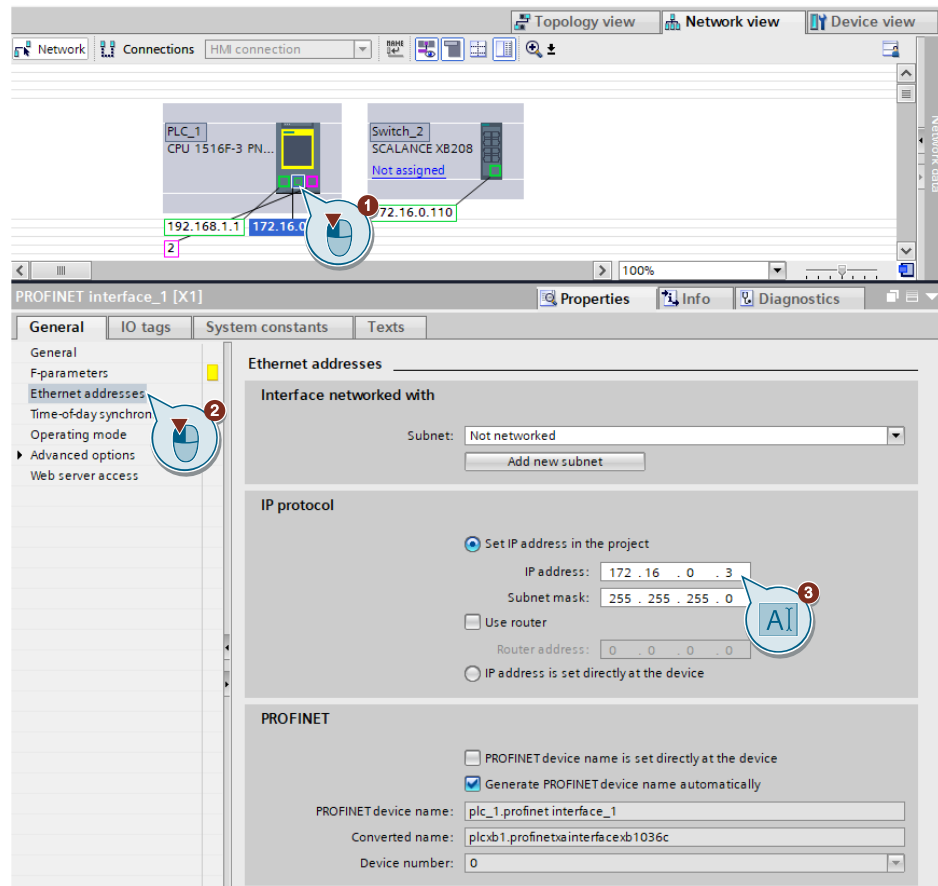 Topology view Network view Device view
Network Connections HMI connection
Network data
PLC_1
CPU 1516F-3 PN...
Switch_2
SCALANCE XB208
Not assigned
1
192.168.1.1 172.16.0 72.16.0.110
2
100%
PROFINET interface_1 [X1] Properties Info Diagnostics
General IO tags System constants Texts
General
F-parameters
Ethernet addresses
Time-of-day synchron
Operating mode
Advanced options
Web server access
2
Ethernet addresses
Interface networked with
Subnet: Not networked
Add new subnet
IP protocol
Set IP address in the project
IP address: 172 . 16 . 0 . 3
Subnet mask: 255 . 255 . 255 . 0
3
AI
Use router
Router address: 0 . 0 . 0 . 0
IP address is set directly at the device
PROFINET
PROFINET device name is set directly at the device
Generate PROFINET device name automatically
PROFINET device name: plc_1.profinet interface_1
Converted name: plcxb1.profinetxainterfacexb1036c
Device number: 0